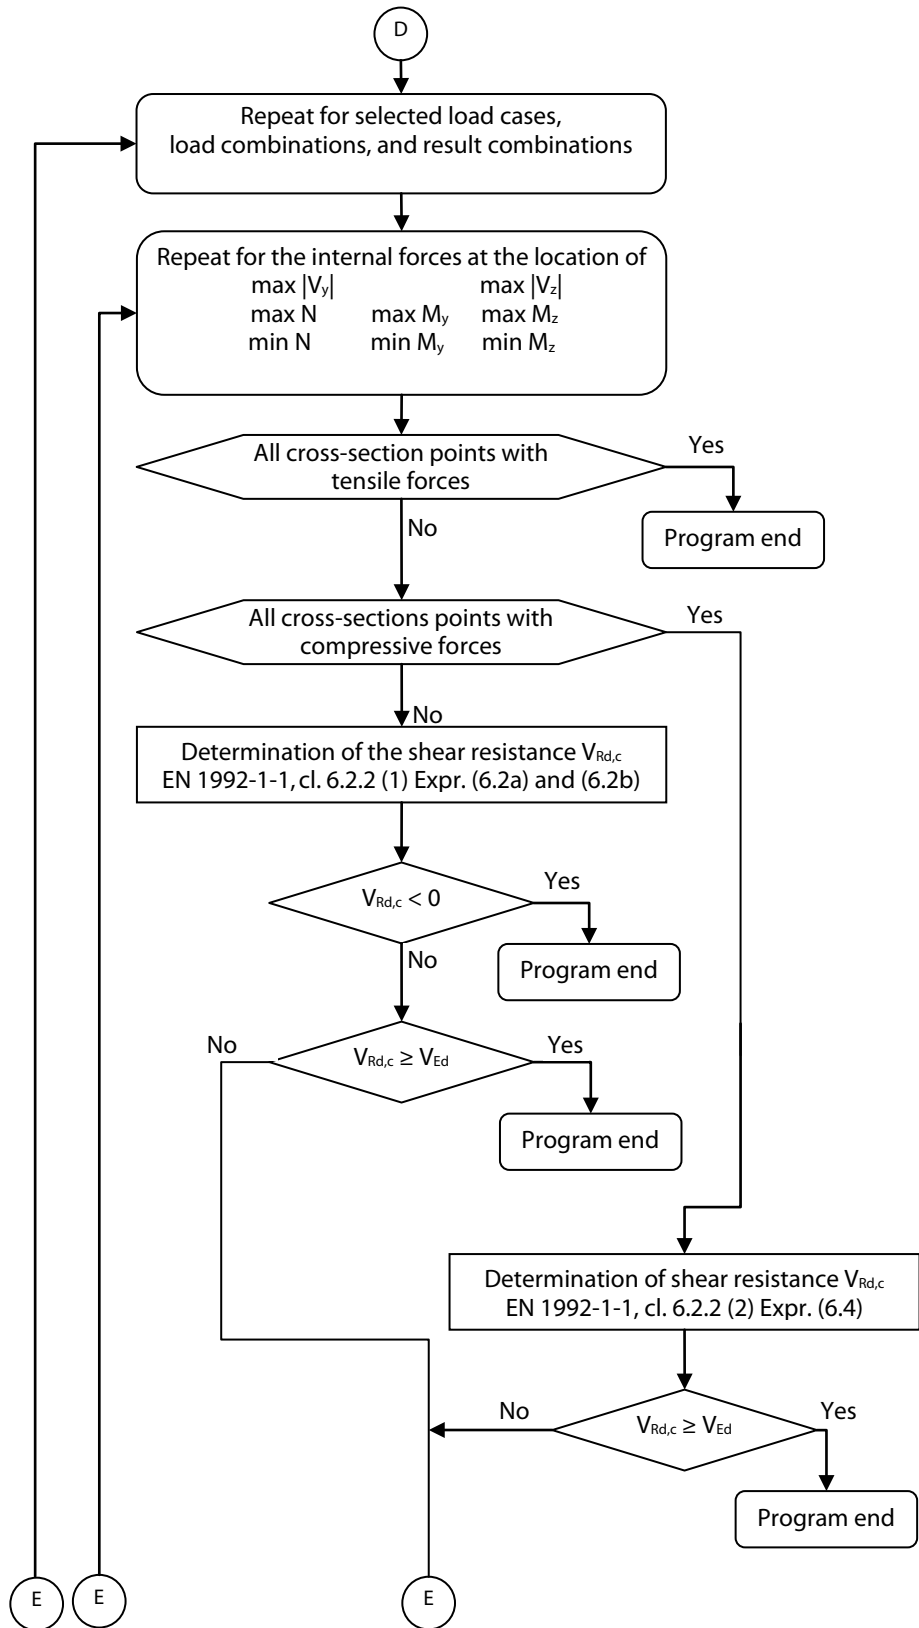 D
Repeat for selected load cases,
load combinations, and result combinations
Repeat for the internal forces at the location of
max |Vy| max |Vz|
max N max My max Mz
min N min My min Mz
All cross-section points with
tensile forces
Yes
Program end
No
All cross-sections points with
compressive forces
Yes
No
Determination of the shear resistance VRd,c
EN 1992-1-1, cl. 6.2.2 (1) Expr. (6.2a) and (6.2b)
VRd,c < 0
Yes
Program end
No
No
VRd,c ≥ VEd
Yes
Program end
Determination of shear resistance VRd,c
EN 1992-1-1, cl. 6.2.2 (2) Expr. (6.4)
No
VRd,c ≥ VEd
Yes
Program end
E
E
E